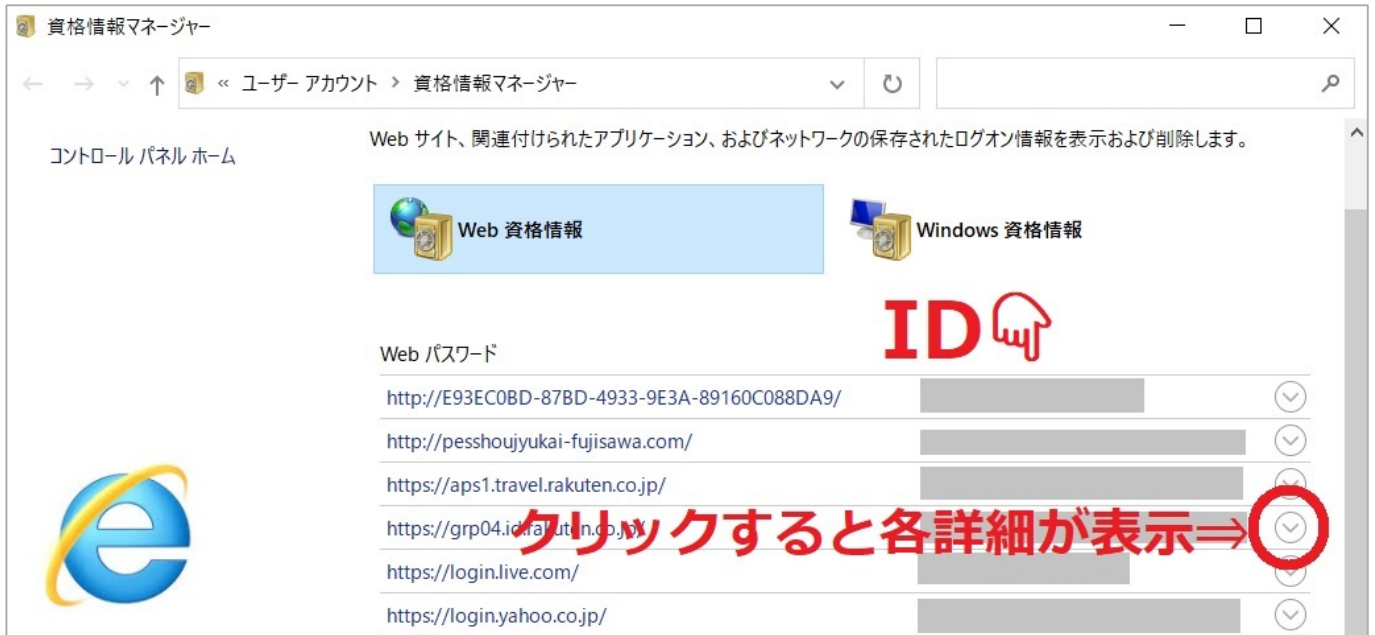 資格情報マネージャー
« ユーザー アカウント > 資格情報マネージャー
コントロール パネル ホーム
Web サイト、関連付けられたアプリケーション、およびネットワークの保存されたログオン情報を表示および削除します。
Web 資格情報
Windows 資格情報
ID
Web パスワード
http://E93EC0BD-87BD-4933-9E3A-89160C088DA9/
http://pesshoujyukai-fujisawa.com/
https://aps1.travel.rakuten.co.jp/
https://grp04.id.rakuten.co.jp/
クリックすると各詳細が表示⇒
https://login.live.com/
https://login.yahoo.co.jp/